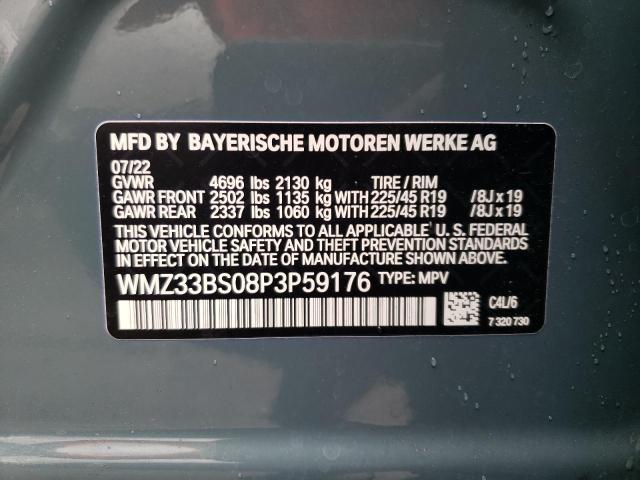 MFD BY BAYERISCHE MOTOREN WERKE AG
07/22
GVWR 4696 lbs 2130 kg TIRE / RIM
GAWR FRONT 2502 lbs 1135 kg WITH 225/45 R19 /8J x 19
GAWR REAR 2337 lbs 1060 kg WITH 225/45 R19 /8J x 19
THIS VEHICLE CONFORMS TO ALL APPLICABLE U.S. FEDERAL
MOTOR VEHICLE SAFETY AND THEFT PREVENTION STANDARDS
IN EFFECT ON THE DATE OF MANUFACTURE SHOWN ABOVE.
WMZ33BS08P3P59176 TYPE: MPV
C4L/6
7 320 730